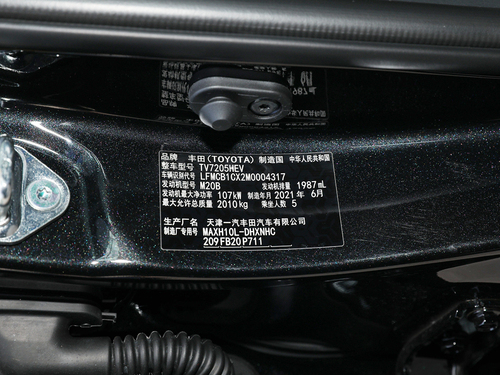 品牌 丰田(TOYOTA) 制造国 中华人民共和国
整车型号 TV7205HEV
车辆识别代号 LFMCB1CX2M0004317
发动机型号 M20B 发动机排量 1987mL
发动机最大净功率 107kW 制造年月 2021年 6月
最大允许总质量 2010kg 乘坐人数 5
生产厂名 天津一汽丰田汽车有限公司
制造厂专用号 MAXH10L-DHXNHC
209 FB20 P711